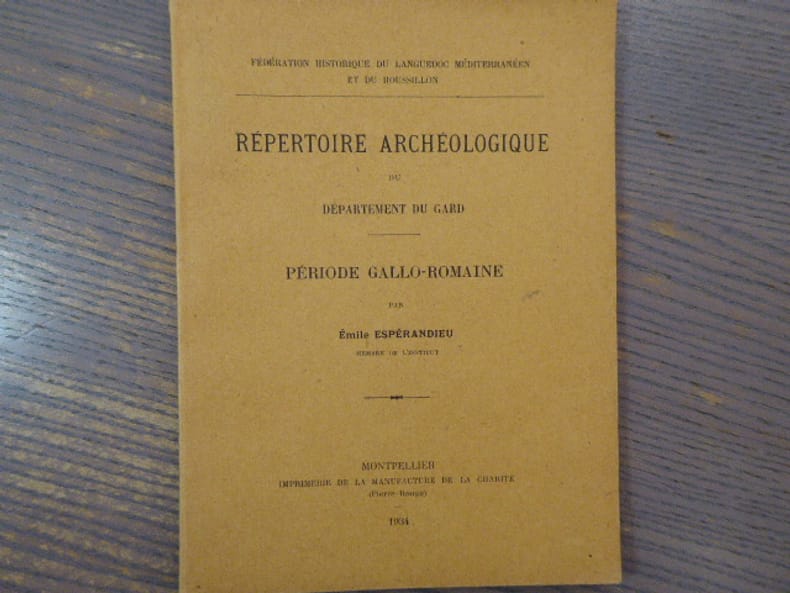 FÉDÉRATION HISTORIQUE DU LANGUEDOC MÉDITERRANÉEN
ET DU ROUSSILLON
RÉPERTOIRE ARCHÉOLOGIQUE
DU
DÉPARTEMENT DU GARD
PÉRIODE GALLO-ROMAINE
PAR
Émile ESPÉRANDIEU
MEMBRE DE L'INSTITUT
MONTPELLIER
IMPRIMERIE DE LA MANUFACTURE DE LA CHARITÉ
(Pierre-Rouge)
1934